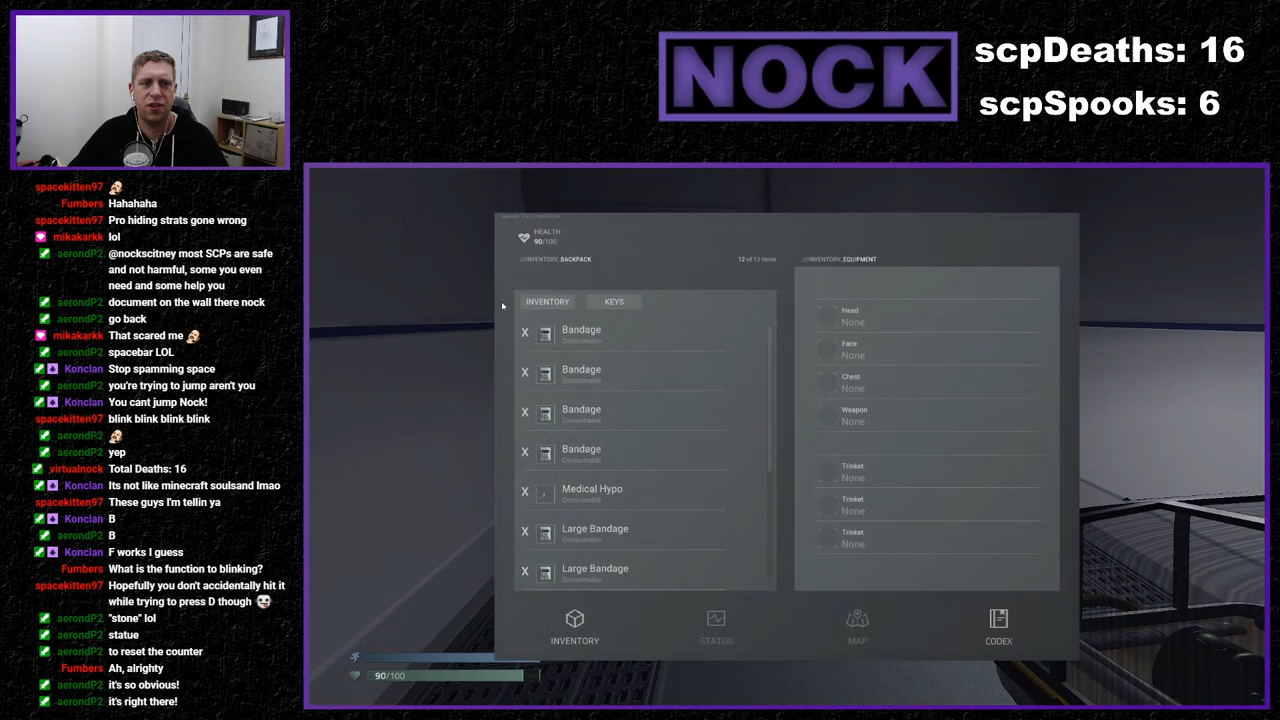 NOCK
scpDeaths: 16
scpSpooks: 6
spacekitten97
Fumbers Hahahaha
spacekitten97 Pro hiding strats gone wrong
mikakarkk lol
aerondP2 @nockscitney most SCPs are safe
and not harmful, some you even
need and some help you
aerondP2 document on the wall there nock
aerondP2 go back
mikakarkk That scared me
aerondP2 spacebar LOL
Konclan Stop spamming space
aerondP2 you're trying to jump aren't you
Konclan You cant jump Nock!
spacekitten97 blink blink blink blink
aerondP2
aerondP2 yep
virtualnock Total Deaths: 16
Konclan Its not like minecraft soulsand lmao
spacekitten97 These guys I'm tellin ya
Konclan B
aerondP2 B
Konclan F works I guess
Fumbers What is the function to blinking?
spacekitten97 Hopefully you don't accidentally hit it
while trying to press D though
aerondP2 "stone" lol
aerondP2 statue
aerondP2 to reset the counter
Fumbers Ah, alrighty
aerondP2 it's so obvious!
aerondP2 it's right there!
HEALTH
90/100
://INVENTORY_BACKPACK 12 of 12 items
INVENTORY KEYS
X Bandage
Consumable
X Bandage
Consumable
X Bandage
Consumable
X Bandage
Consumable
X Medical Hypo
Consumable
X Large Bandage
Consumable
X Large Bandage
Consumable
://INVENTORY_EQUIPMENT
Head
None
Face
None
Chest
None
Weapon
None
Trinket
None
Trinket
None
Trinket
None
INVENTORY STATUS MAP CODEX
90/100